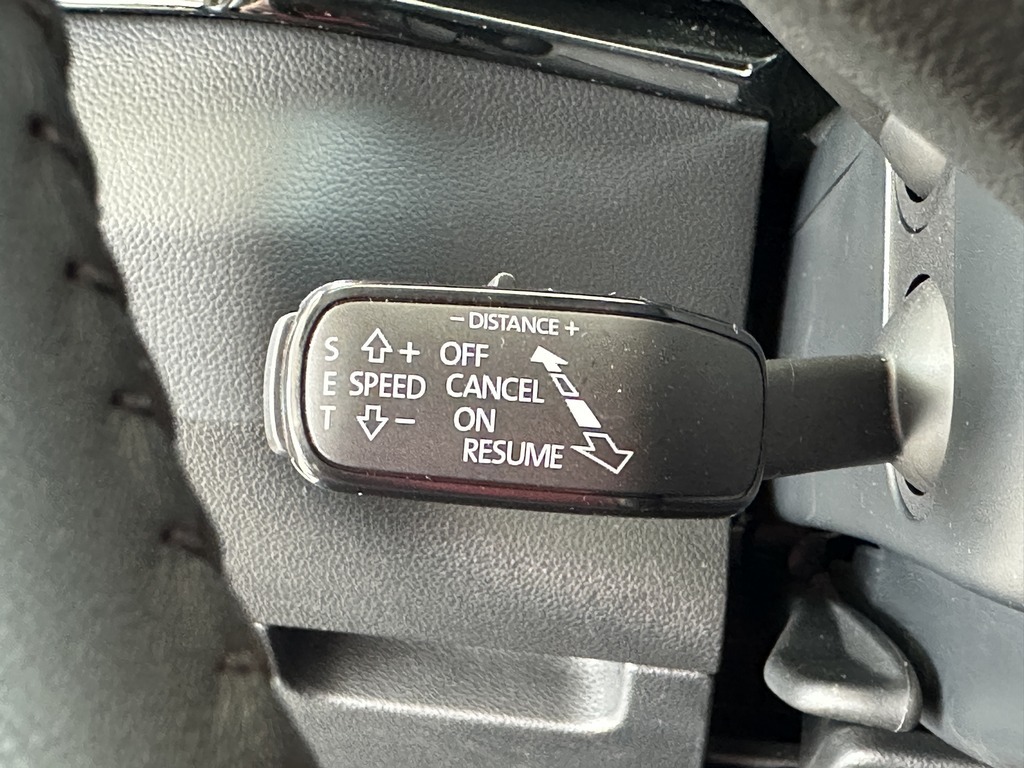 − DISTANCE +
S + OFF
E SPEED CANCEL
T − ON
RESUME